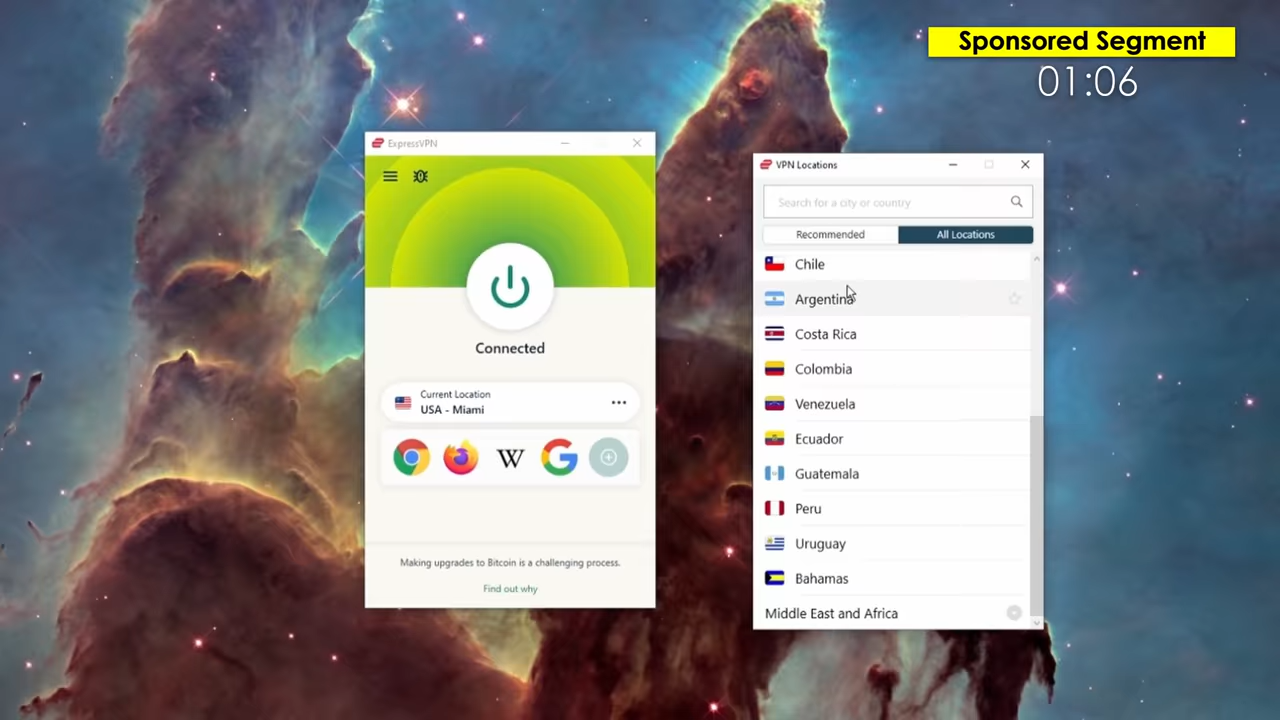 Sponsored Segment
01:06
ExpressVPN
Connected
Current Location
USA - Miami
W
G
Making upgrades to Bitcoin is a challenging process.
Find out why
VPN Locations
Search for a city or country
Recommended
All Locations
Chile
Argentina
Costa Rica
Colombia
Venezuela
Ecuador
Guatemala
Peru
Uruguay
Bahamas
Middle East and Africa